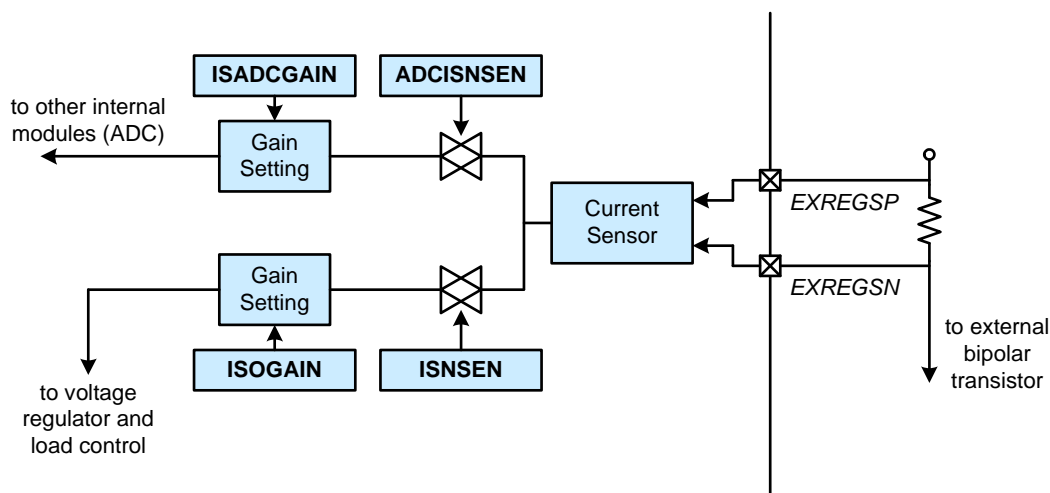 ISADCGAIN
ADCISNSEN
to other internal
modules (ADC)
Gain
Setting
Current
Sensor
EXREGSP
EXREGSN
Gain
Setting
ISOGAIN
ISNSEN
to voltage
regulator and
load control
to external
bipolar
transistor